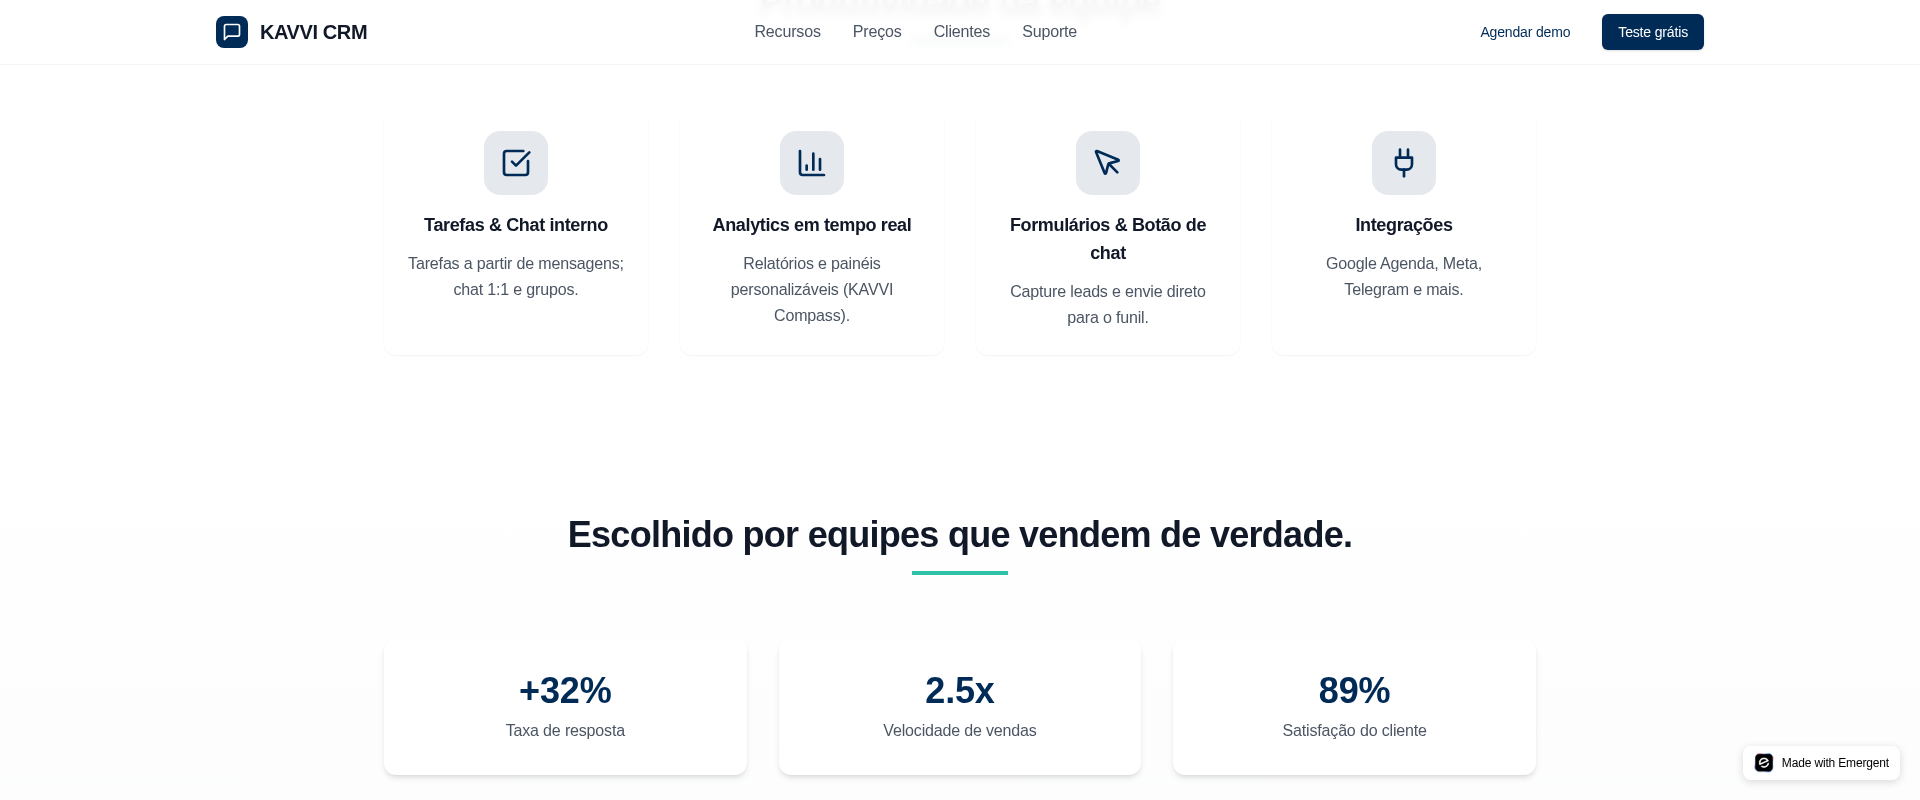 KAVVI CRM
Recursos
Preços
Clientes
Suporte
Agendar demo
Teste grátis
Tarefas & Chat interno
Tarefas a partir de mensagens;
chat 1:1 e grupos.
Analytics em tempo real
Relatórios e painéis
personalizáveis (KAVVI
Compass).
Formulários & Botão de
chat
Capture leads e envie direto
para o funil.
Integrações
Google Agenda, Meta,
Telegram e mais.
Escolhido por equipes que vendem de verdade.
+32%
Taxa de resposta
2.5x
Velocidade de vendas
89%
Satisfação do cliente
Made with Emergent